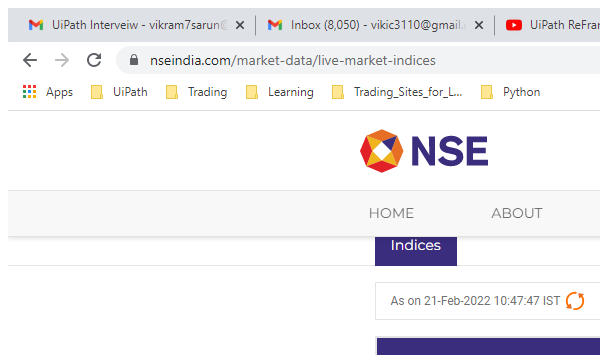 UiPath Interveiw - vikram7sarun@
Inbox (8,050) - vikic3110@gmail.
UiPath ReFra
nseindia.com/market-data/live-market-indices
Apps UiPath Trading Learning Trading_Sites_for_L... Python
NSE
HOME ABOUT
Indices
As on 21-Feb-2022 10:47:47 IST